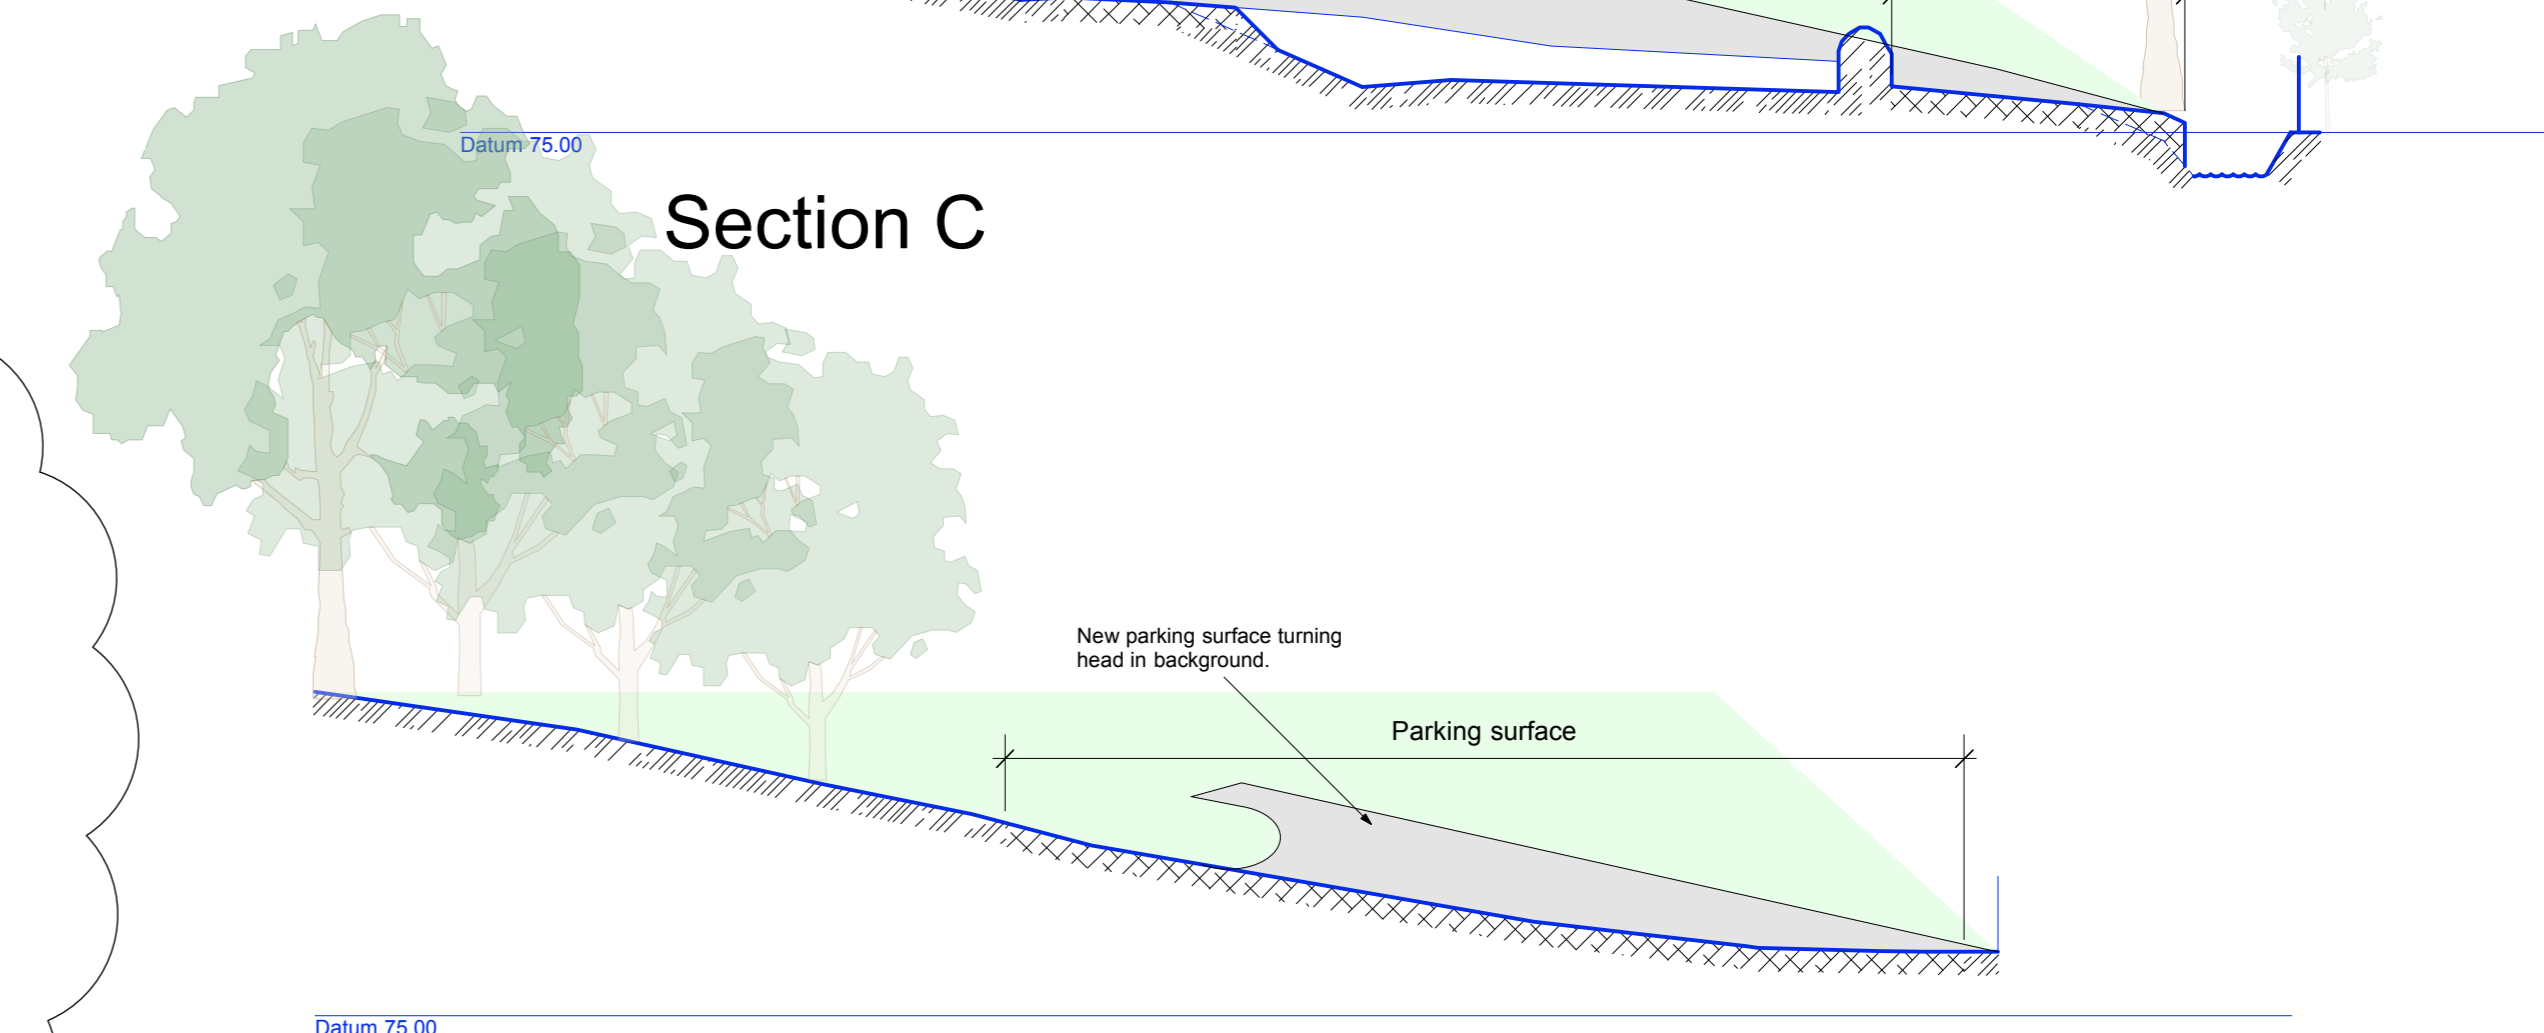 Datum 75.00
Section C
New parking surface turning
head in background.
Parking surface
Datum 75.00